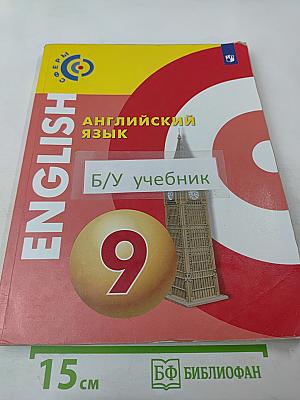 СФЕРЫ
ENGLISH
АНГЛИЙСКИЙ
ЯЗЫК
Б/У учебник
9
15 см
БФ БИБЛИОФАН